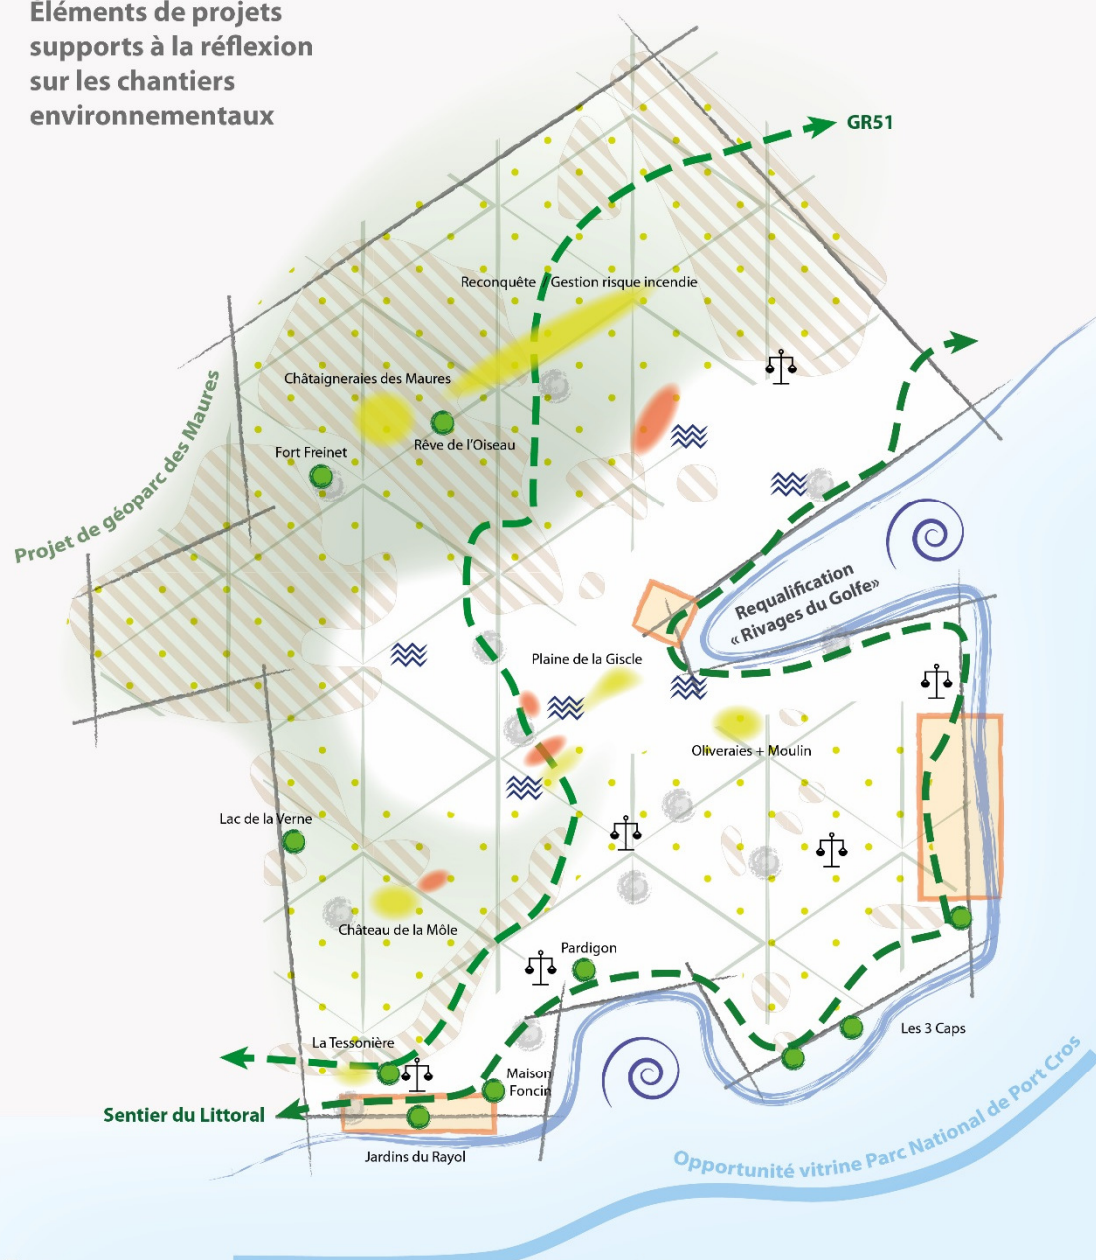 Éléments de projets
supports à la réflexion
sur les chantiers
environnementaux
GR51
Reconquête / Gestion risque incendie
Châtaigneraies des Maures
Rêve de l'Oiseau
Fort Freinet
Projet de géoparc des Maures
Requalification
« Rivages du Golfe»
Plaine de la Giscle
Oliveraies + Moulin
Lac de la Verne
Château de la Môle
Pardigon
Les 3 Caps
La Tessonière
Maison
Foncin
Sentier du Littoral
Jardins du Rayol
Opportunité vitrine Parc National de Port Cros